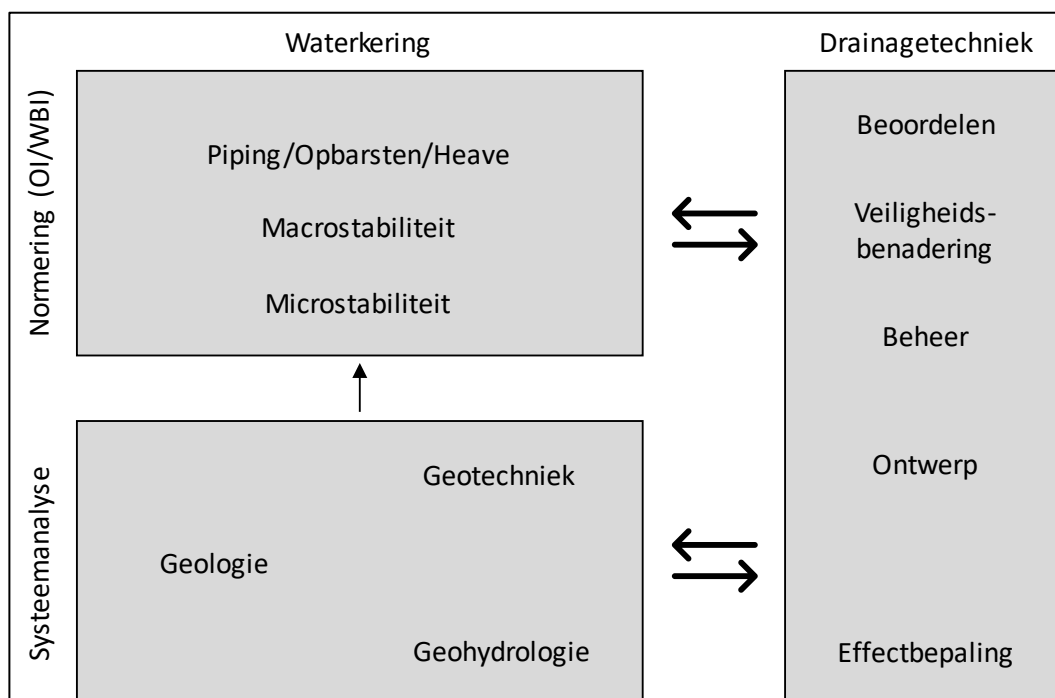 Waterkering
Drainagetechniek
Normering (OI/WBI)
Piping/Opbarsten/Heave
Macrostabiliteit
Microstabiliteit
Beoordelen
Veiligheids-
benadering
Beheer
Ontwerp
Effectbepaling
Systeemanalyse
Geotechniek
Geologie
Geohydrologie